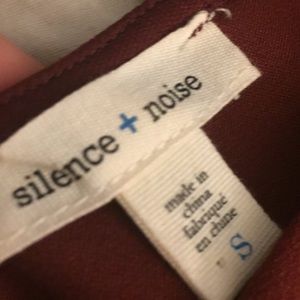 silence + noise
made in
china
fabriqué
en chine
S